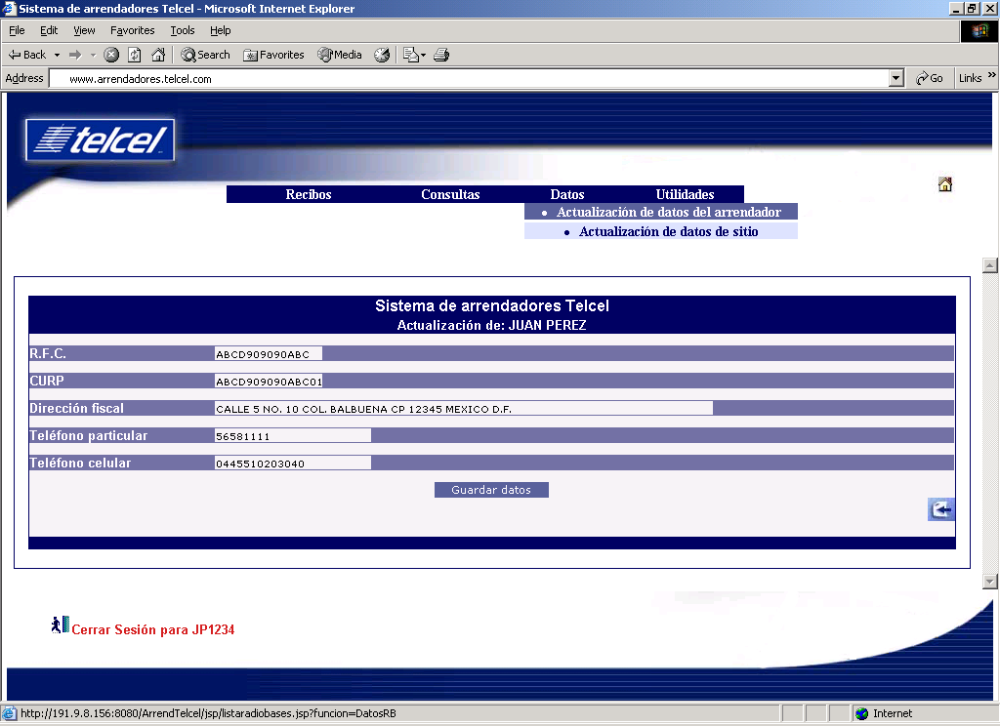 Sistema de arrendadores Telcel - Microsoft Internet Explorer
File Edit View Favorites Tools Help
Back Search Favorites Media
Address www.arrendadores.telcel.com Go Links »
telcel
Recibos Consultas Datos Utilidades
• Actualización de datos del arrendador
• Actualización de datos de sitio
Sistema de arrendadores Telcel
Actualización de: JUAN PEREZ
R.F.C. ABCD909090ABC
CURP ABCD909090ABC01
Dirección fiscal CALLE 5 NO. 10 COL. BALBUENA CP 12345 MEXICO D.F.
Teléfono particular 56581111
Teléfono celular 0445510203040
Guardar datos
Cerrar Sesión para JP1234
http://191.9.8.156:8080/ArrendTelcel/jsp/listaradiobases.jsp?funcion=DatosRB Internet